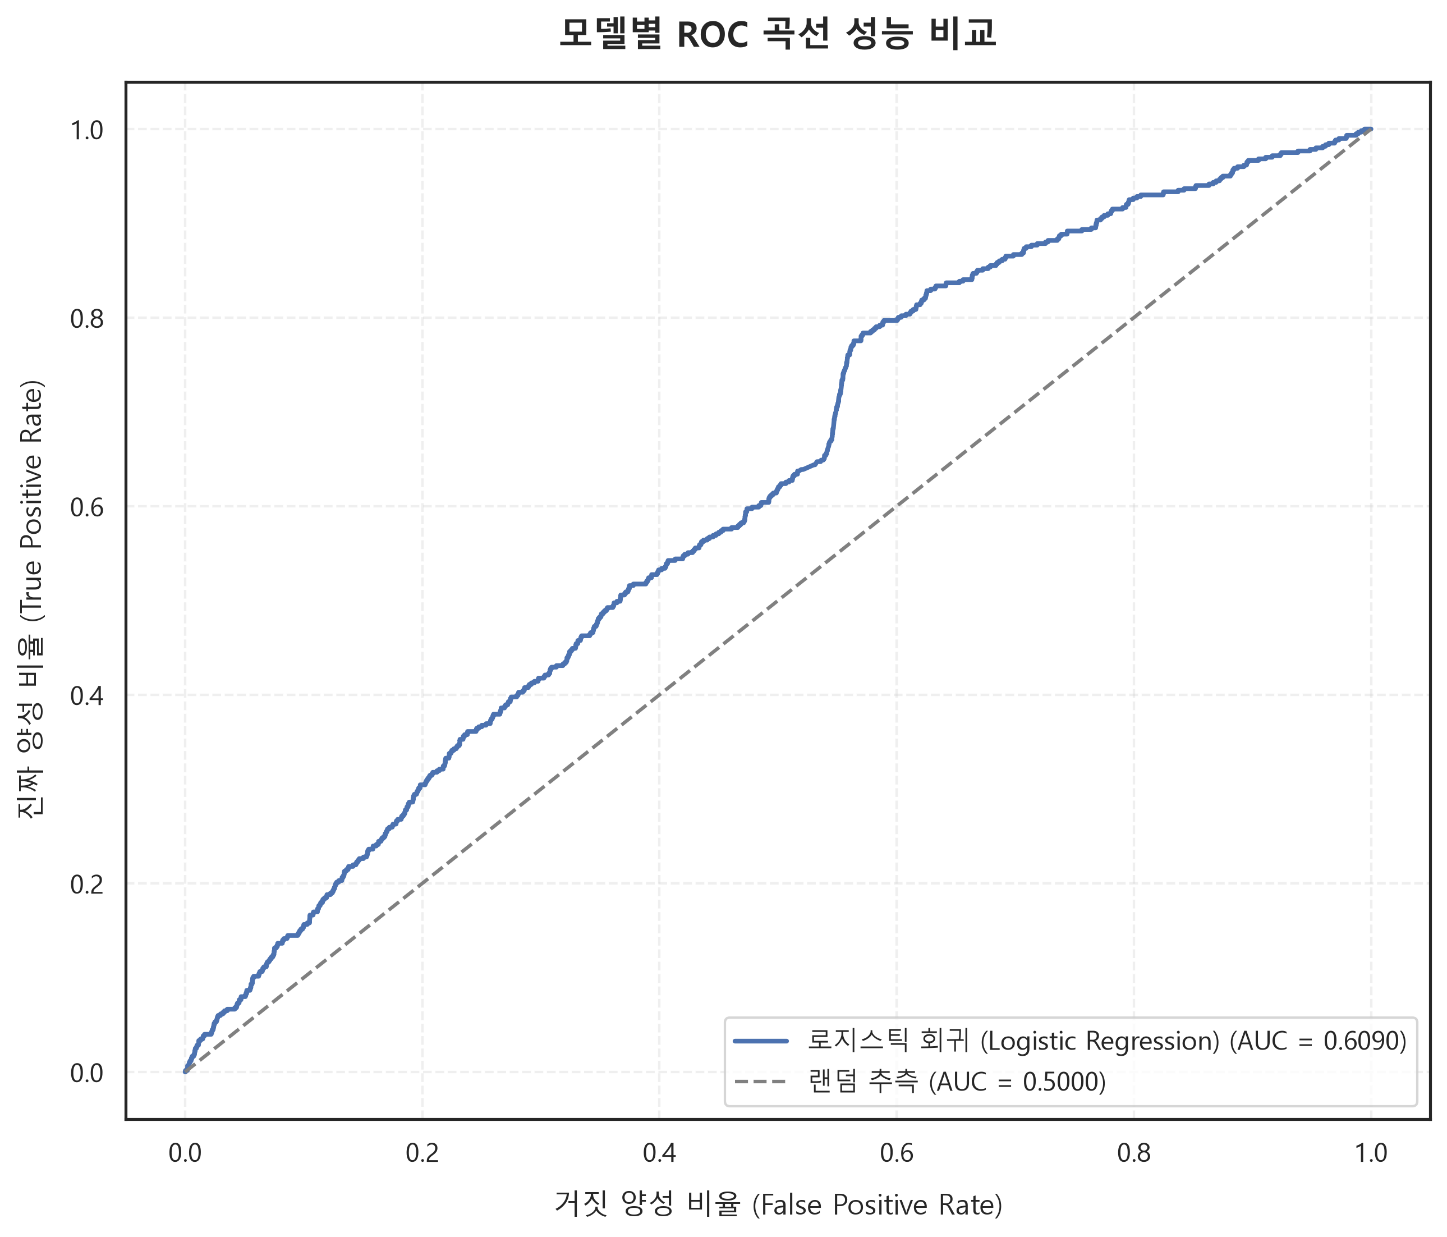 모델별 ROC 곡선 성능 비교
진짜 양성 비율 (True Positive Rate)
1.0
0.8
0.6
0.4
0.2
0.0
0.0 0.2 0.4 0.6 0.8 1.0
거짓 양성 비율 (False Positive Rate)
로지스틱 회귀 (Logistic Regression) (AUC = 0.6090)
랜덤 추측 (AUC = 0.5000)